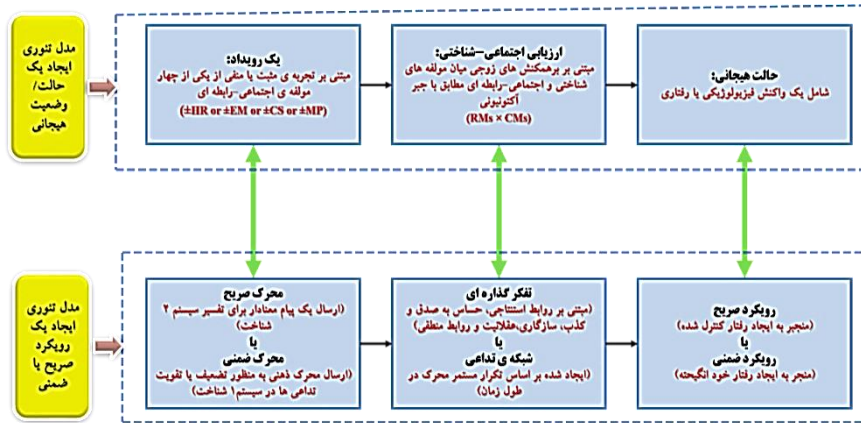 مدل تئوری
ایجاد یک
حالت/
وضعیت
هیجانی
یک رویداد:
مبتنی بر تجربه ی مثبت یا منفی از یکی از چهار
مولفه ی اجتماعی-رابطه ای
(±IIR or ±EM or ±CS or ±MP)
ارزیابی اجتماعی–شناختی:
مبتنی بر برهمکنش های زوجی میان مولفه های
شناختی و اجتماعی-رابطه ای مطابق با جبر
اُکتونیونی
(RMs × CMs)
حالت هیجانی:
شامل یک واکنش فیزیولوژیکی یا رفتاری
مدل تئوری
ایجاد یک
رویکرد
صریح یا
ضمنی
محرک صریح
(ارسال یک پیام معنادار برای تفسیر سیستم ۲
شناخت)
یا
محرک ضمنی
(ارسال محرک ذهنی به منظور تضعیف یا تقویت
تداعی ها در سیستم۱ شناخت)
تفکر گذاره ای
(مبتنی بر روابط استنتاجی، حساس به صدق و
کذب، سازگاری،عقلانیت و روابط منطقی)
یا
شبکه ی تداعی
(ایجاد شده بر اساس تکرار مستمر محرک در
طول زمان)
رویکرد صریح
(منجبر به ایجاد رفتار کنترل شده)
یا
رویکرد ضمنی
(منجر به ایجاد رفتار خود انگیخته)